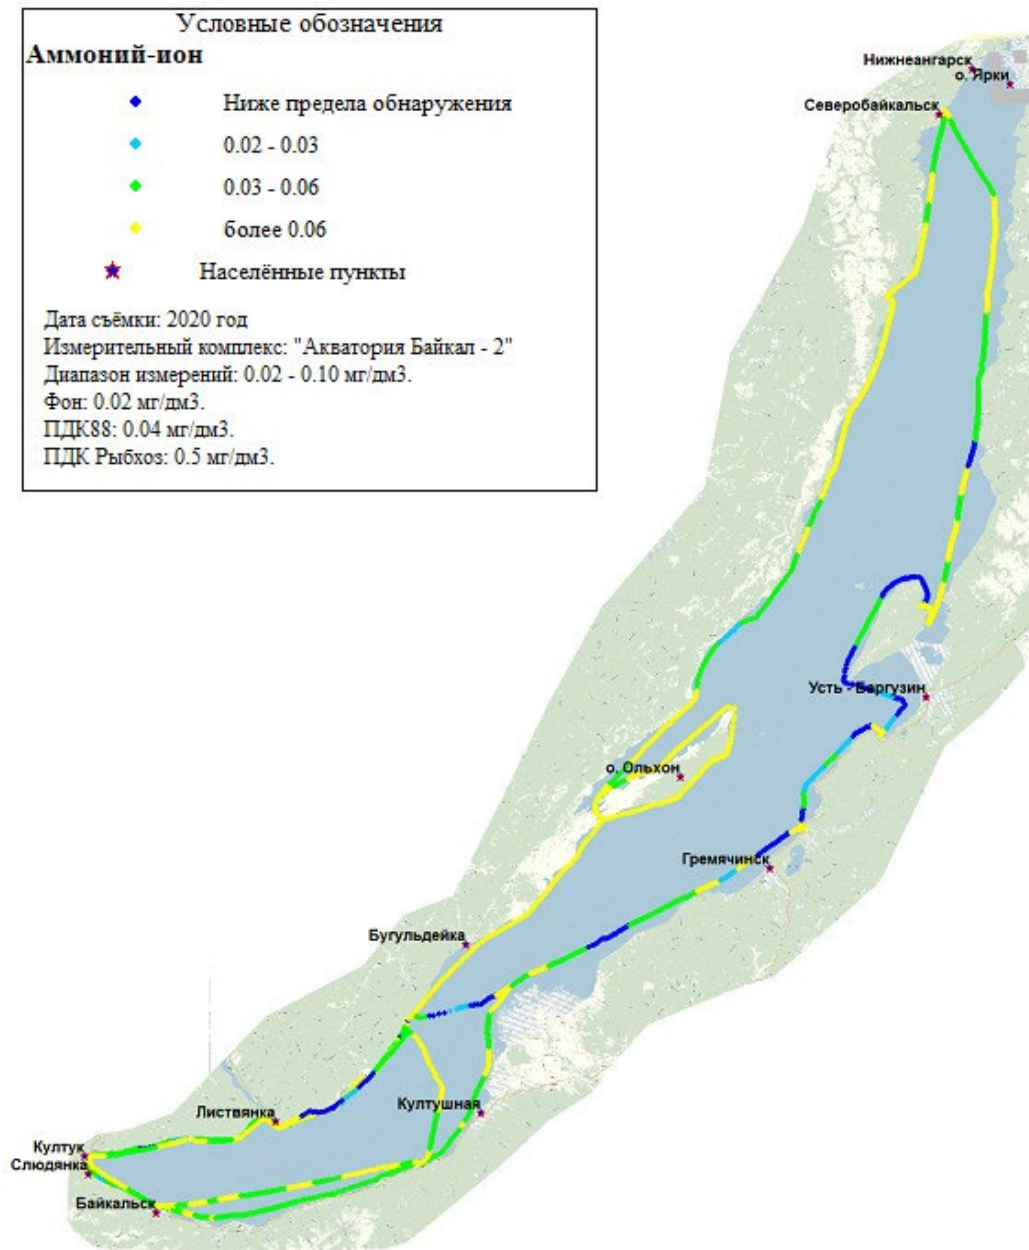 Условные обозначения
Аммоний-ион
Ниже предела обнаружения
0.02 - 0.03
0.03 - 0.06
более 0.06
Населённые пункты
Дата съёмки: 2020 год
Измерительный комплекс: "Акватория Байкал - 2"
Диапазон измерений: 0.02 - 0.10 мг/дм3.
Фон: 0.02 мг/дм3.
ПДК88: 0.04 мг/дм3.
ПДК Рыбхоз: 0.5 мг/дм3.
Нижнеангарск
о. Ярки
Северобайкальск
Усть - Баргузин
о. Ольхон
Гремячинск
Бугульдейка
Листвянка
Култушная
Култук
Слюдянка
Байкальск